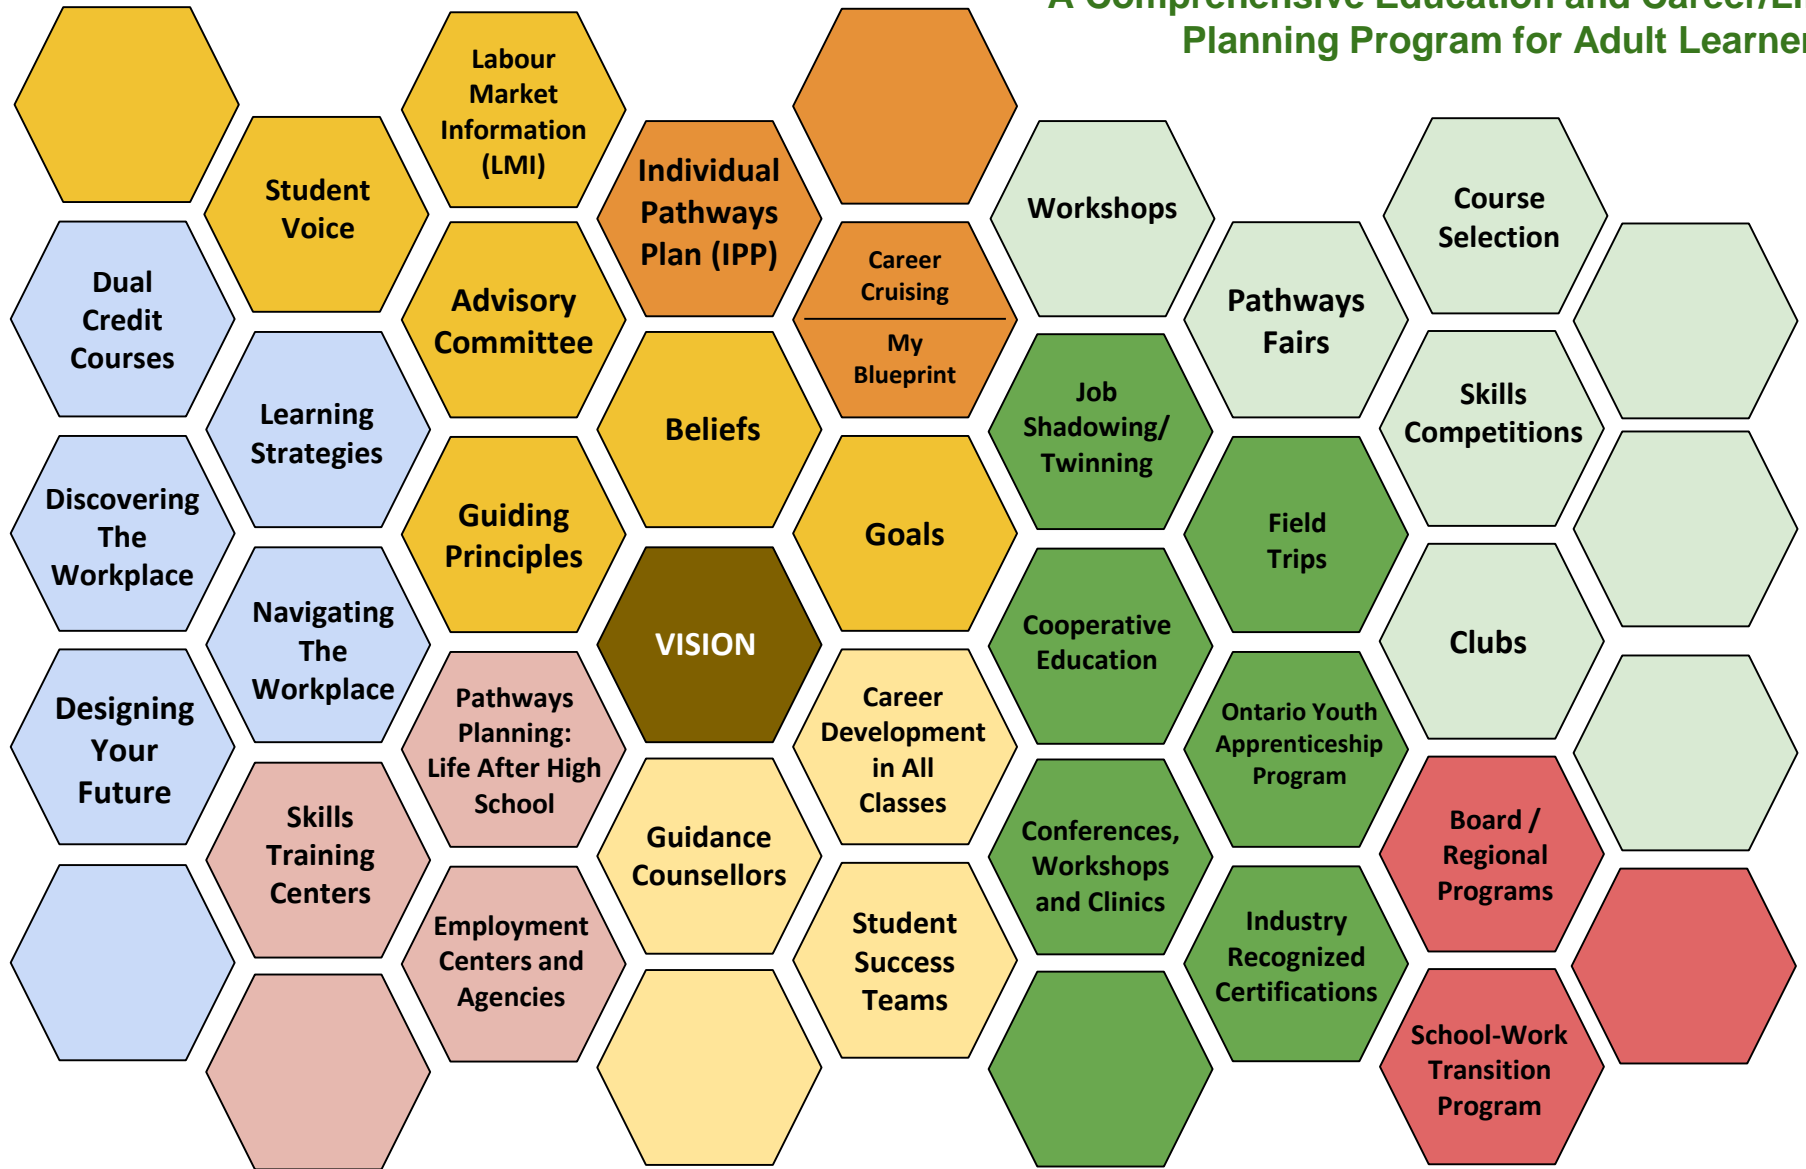 A Comprehensive Education and
Planning Program for Adult
Labour
Market
Information
(LMI)
Student
Voice
Individual
Pathways
Plan (IPP)
Workshops
Course
Selection
Dual
Credit
Courses
Advisory
Committee
Career
Cruising
My
Blueprint
Pathways
Fairs
Learning
Strategies
Beliefs
Job
Shadowing/
Twinning
Skills
Competitions
Discovering
The
Workplace
Guiding
Principles
Goals
Field
Trips
Navigating
The
Workplace
VISION
Cooperative
Education
Clubs
Designing
Your
Future
Pathways
Planning:
Life After High
School
Career
Development
in All
Classes
Ontario Youth
Apprenticeship
Program
Skills
Training
Centers
Guidance
Counsellors
Conferences,
Workshops
and Clinics
Board /
Regional
Programs
Employment
Centers and
Agencies
Student
Success
Teams
Industry
Recognized
Certifications
School-Work
Transition
Program